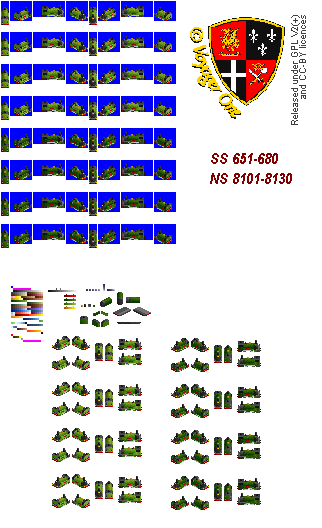 © Voyager One
Released under GPL V2(+)
and CC-BY licences
SS 651-680
NS 8101-8130